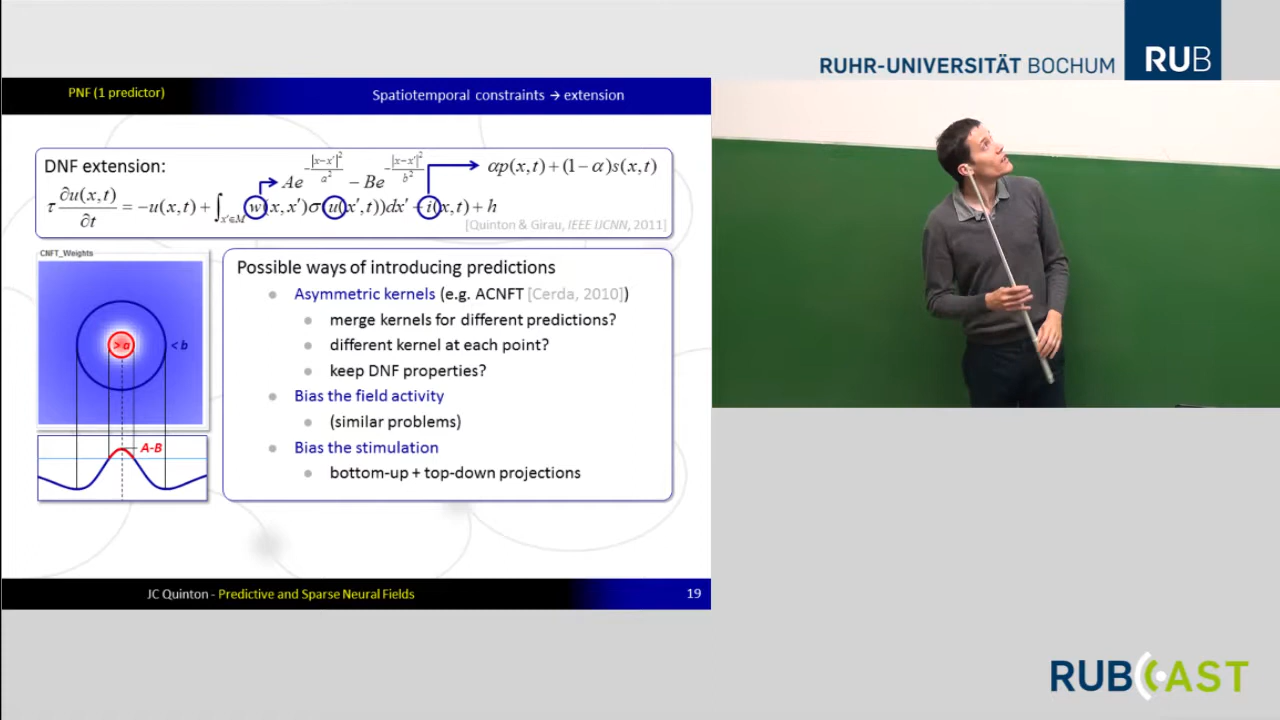 RUHR-UNIVERSITÄT BOCHUM
RUB
PNF (1 predictor)
Spatiotemporal constraints → extension
DNF extension:
Ae^{-|x-x'|^2/a^2} − Be^{-|x-x'|^2/b^2}
αp(x,t)+(1−α)s(x,t)
τ ∂u(x,t)/∂t = −u(x,t) + ∫_{x'∈M} w(x,x')σ(u(x',t))dx' + i(x,t) + h
[Quinton & Girau, IEEE IJCNN, 2011]
CNFT_Weights
> a
< b
A-B
Possible ways of introducing predictions
● Asymmetric kernels (e.g. ACNFT [Cerda, 2010])
● merge kernels for different predictions?
● different kernel at each point?
● keep DNF properties?
● Bias the field activity
● (similar problems)
● Bias the stimulation
● bottom-up + top-down projections
JC Quinton - Predictive and Sparse Neural Fields
19
RUBCAST